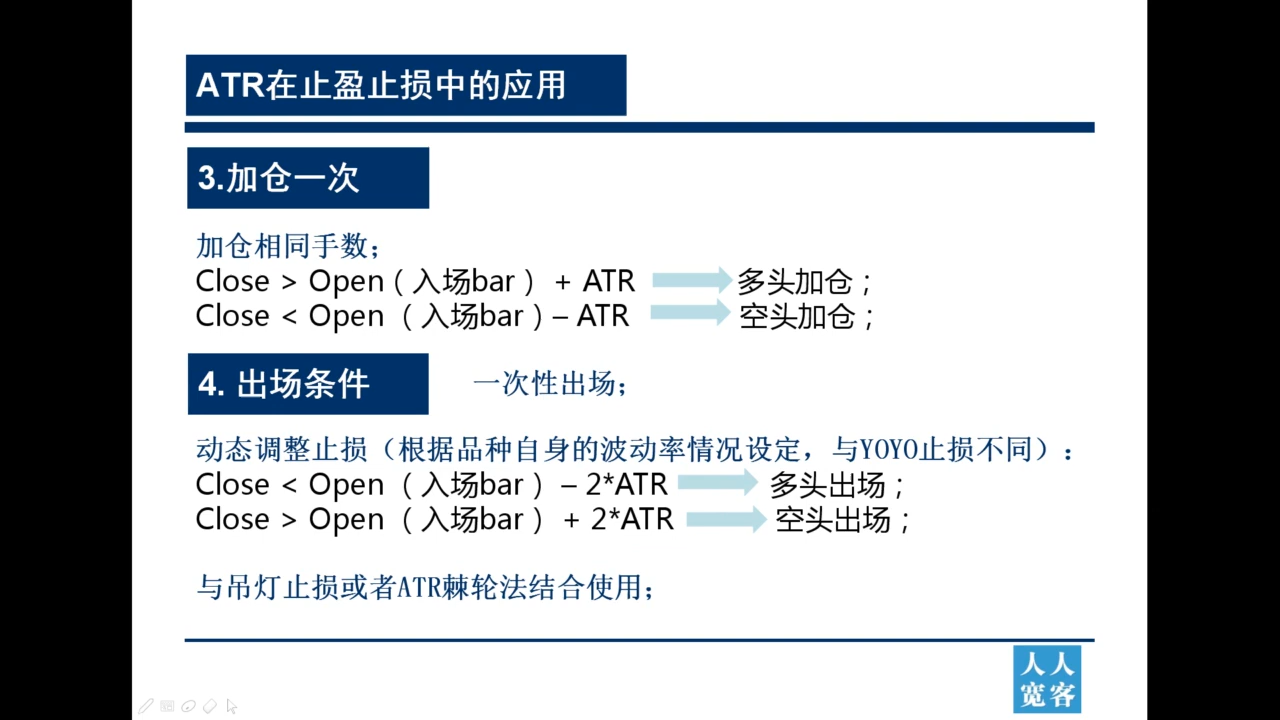 ATR在止盈止损中的应用
3.加仓一次
加仓相同手数；
Close > Open（入场bar） + ATR 多头加仓；
Close < Open （入场bar）– ATR 空头加仓；
4. 出场条件 一次性出场；
动态调整止损（根据品种自身的波动率情况设定，与YOYO止损不同）：
Close < Open （入场bar） – 2*ATR 多头出场；
Close > Open （入场bar） + 2*ATR 空头出场；
与吊灯止损或者ATR棘轮法结合使用；
人人
宽客